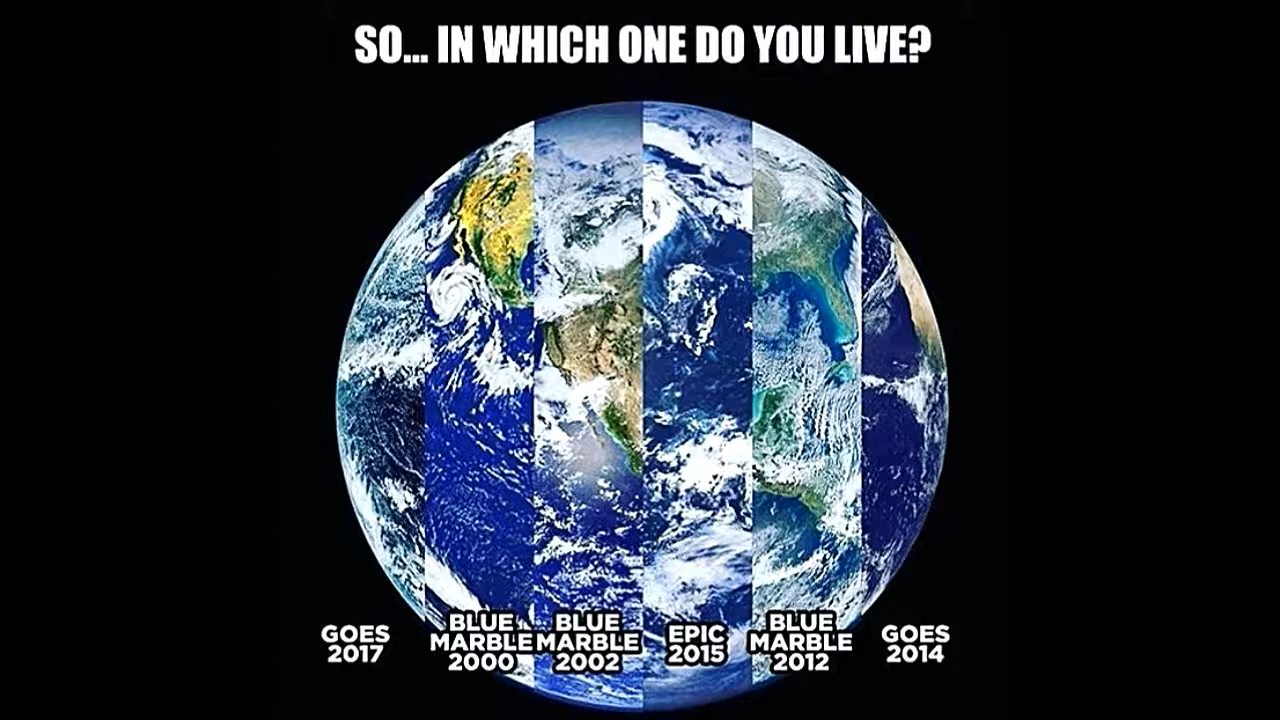 SO... IN WHICH ONE DO YOU LIVE?
GOES
2017
BLUE
MARBLE
2000
BLUE
MARBLE
2002
EPIC
2015
BLUE
MARBLE
2012
GOES
2014